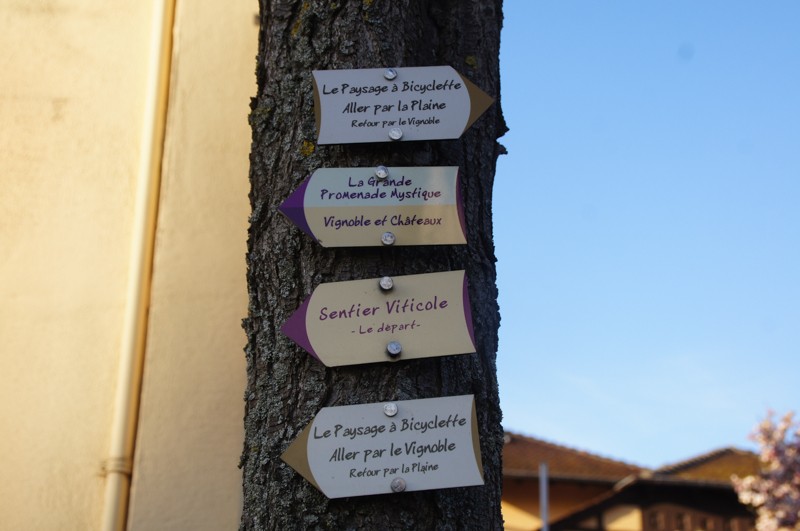 Le Paysage à Bicyclette
Aller par la Plaine
Retour par le Vignoble
La Grande
Promenade Mystique
Vignoble et Châteaux
Sentier Viticole
- Le départ-
Le Paysage à Bicyclette
Aller par le Vignoble
Retour par la Plaine